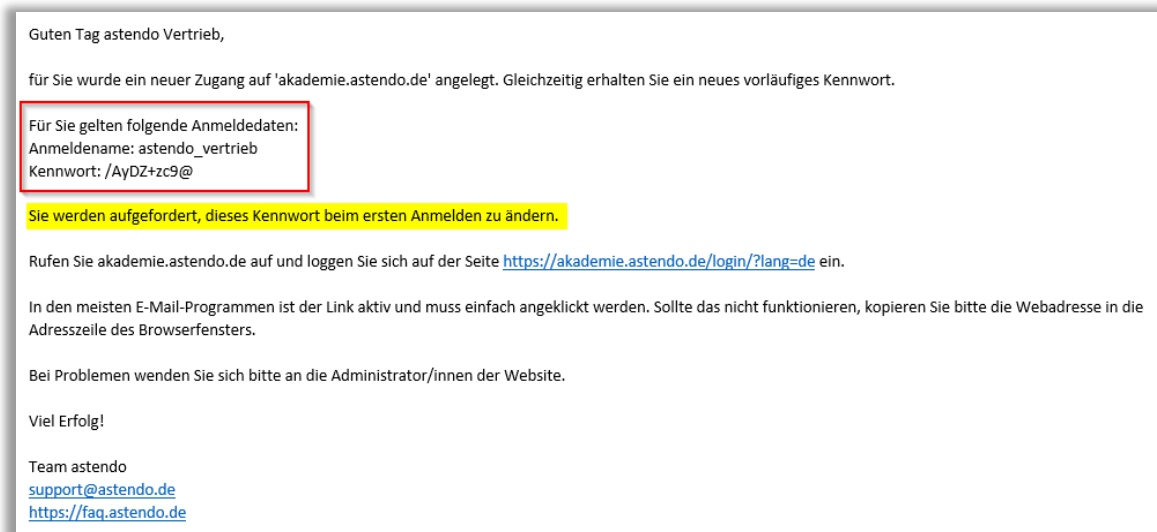 Guten Tag astendo Vertrieb,
für Sie wurde ein neuer Zugang auf 'akademie.astendo.de' angelegt. Gleichzeitig erhalten Sie ein neues vorläufiges Kennwort.
Für Sie gelten folgende Anmeldedaten:
Anmeldename: astendo_vertrieb
Kennwort: /AyDZ+zc9@
Sie werden aufgefordert, dieses Kennwort beim ersten Anmelden zu ändern.
Rufen Sie akademie.astendo.de auf und loggen Sie sich auf der Seite https://akademie.astendo.de/login/?lang=de ein.
In den meisten E-Mail-Programmen ist der Link aktiv und muss einfach angeklickt werden. Sollte das nicht funktionieren, kopieren Sie bitte die Webadresse in die
Adresszeile des Browserfensters.
Bei Problemen wenden Sie sich bitte an die Administrator/innen der Website.
Viel Erfolg!
Team astendo
support@astendo.de
https://faq.astendo.de